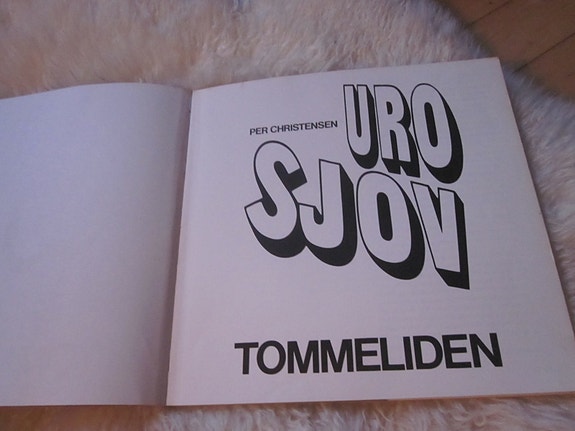 PER CHRISTENSEN
URO
SJOV
TOMMELIDEN